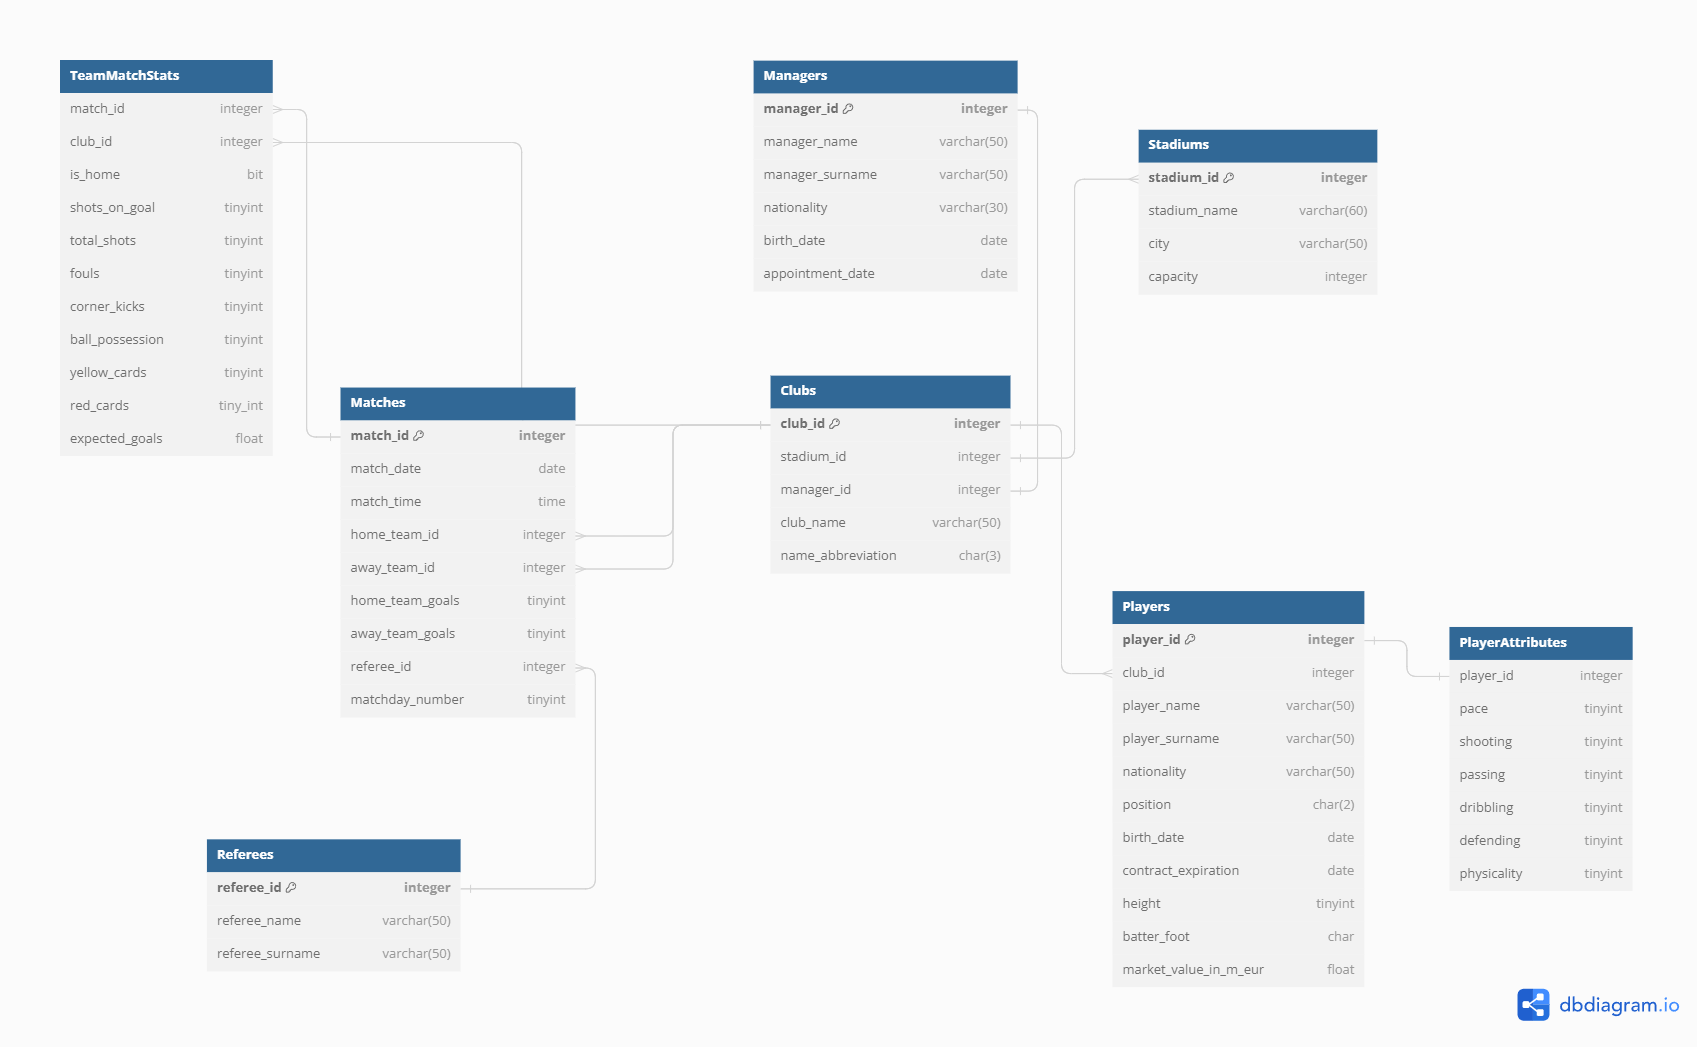 TeamMatchStats
match_id integer
club_id integer
is_home bit
shots_on_goal tinyint
total_shots tinyint
fouls tinyint
corner_kicks tinyint
ball_possession tinyint
yellow_cards tinyint
red_cards tiny_int
expected_goals float
Managers
manager_id integer
manager_name varchar(50)
manager_surname varchar(50)
nationality varchar(30)
birth_date date
appointment_date date
Stadiums
stadium_id integer
stadium_name varchar(60)
city varchar(50)
capacity integer
Matches
match_id integer
match_date date
match_time time
home_team_id integer
away_team_id integer
home_team_goals tinyint
away_team_goals tinyint
referee_id integer
matchday_number tinyint
Clubs
club_id integer
stadium_id integer
manager_id integer
club_name varchar(50)
name_abbreviation char(3)
Players
player_id integer
club_id integer
player_name varchar(50)
player_surname varchar(50)
nationality varchar(50)
position char(2)
birth_date date
contract_expiration date
height tinyint
batter_foot char
market_value_in_m_eur float
PlayerAttributes
player_id integer
pace tinyint
shooting tinyint
passing tinyint
dribbling tinyint
defending tinyint
physicality tinyint
Referees
referee_id integer
referee_name varchar(50)
referee_surname varchar(50)
dbdiagram.io